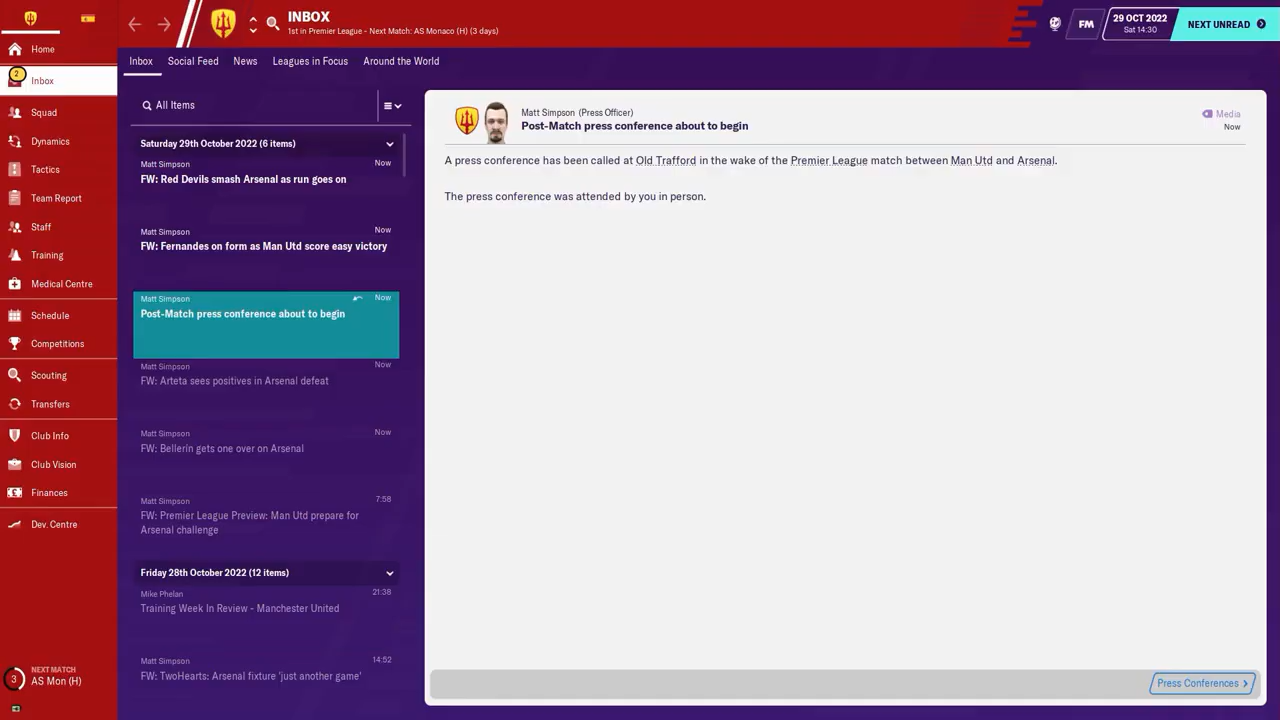 INBOX
1st in Premier League - Next Match: AS Monaco (H) (3 days)
FM
29 OCT 2022
Sat 14:30
NEXT UNREAD
Home
2
Inbox
Squad
Dynamics
Tactics
Team Report
Staff
Training
Medical Centre
Schedule
Competitions
Scouting
Transfers
Club Info
Club Vision
Finances
Dev. Centre
3
NEXT MATCH
AS Mon (H)
Inbox
Social Feed
News
Leagues in Focus
Around the World
All Items
Saturday 29th October 2022 (6 items)
Matt Simpson
Now
FW: Red Devils smash Arsenal as run goes on
Matt Simpson
Now
FW: Fernandes on form as Man Utd score easy victory
Matt Simpson
Now
Post-Match press conference about to begin
Matt Simpson
Now
FW: Arteta sees positives in Arsenal defeat
Matt Simpson
Now
FW: Bellerín gets one over on Arsenal
Matt Simpson
7:58
FW: Premier League Preview: Man Utd prepare for
Arsenal challenge
Friday 28th October 2022 (12 items)
Mike Phelan
21:38
Training Week In Review - Manchester United
Matt Simpson
14:52
FW: TwoHearts: Arsenal fixture 'just another game'
Matt Simpson (Press Officer)
Post-Match press conference about to begin
Media
Now
A press conference has been called at Old Trafford in the wake of the Premier League match between Man Utd and Arsenal.
The press conference was attended by you in person.
Press Conferences